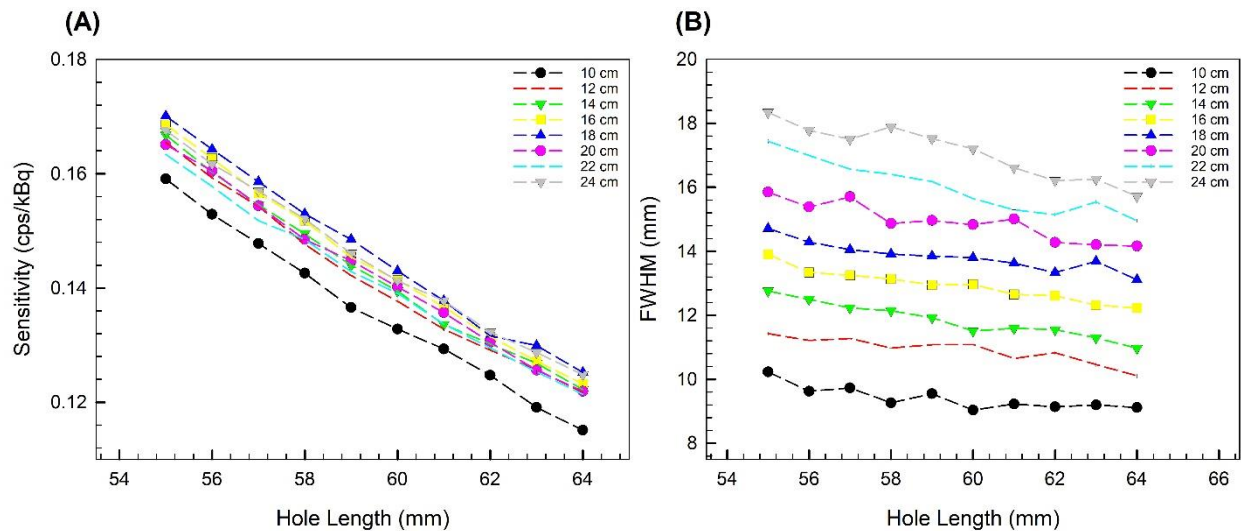 (A)
0.18
0.16
0.14
0.12
Sensitivity (cps/kBq)
54 56 58 60 62 64
Hole Length (mm)
10 cm
12 cm
14 cm
16 cm
18 cm
20 cm
22 cm
24 cm
(B)
20
18
16
14
12
10
8
FWHM (mm)
54 56 58 60 62 64 66
Hole Length (mm)
10 cm
12 cm
14 cm
16 cm
18 cm
20 cm
22 cm
24 cm